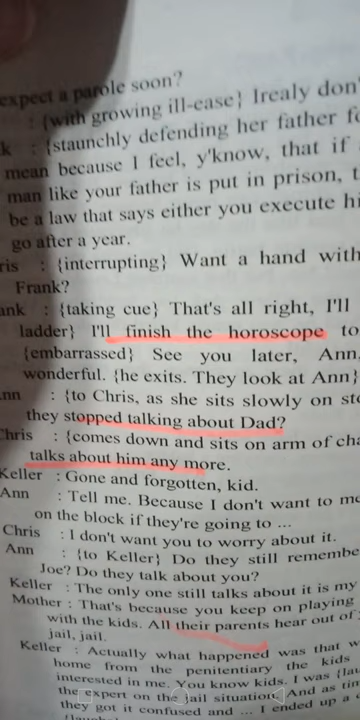 expect a parole soon?
: {with growing ill-ease} Irealy don'
k : {staunchly defending her father fo
mean because I feel, y'know, that if
man like your father is put in prison, t
be a law that says either you execute hi
go after a year.
ris : {interrupting} Want a hand with
Frank?
ank : {taking cue} That's all right, I'll
ladder} I'll finish the horoscope to
{embarrassed} See you later, Ann.
wonderful. {he exits. They look at Ann}
nn : {to Chris, as she sits slowly on sto
they stopped talking about Dad?
Chris : {comes down and sits on arm of cha
talks about him any more.
Keller : Gone and forgotten, kid.
Ann : Tell me. Because I don't want to me
on the block if they're going to ...
Chris : I don't want you to worry about it.
Ann : {to Keller} Do they still remembe
Joe? Do they talk about you?
Keller : The only one still talks about it is my
Mother : That's because you keep on playing
with the kids. All their parents hear out of
jail, jail.
Keller : Actually what happened was that w
home from the penitentiary the kids
interested in me. You know kids. I was {lau
the expert on the jail situation. And as tim
they got it confused and ... I ended up a